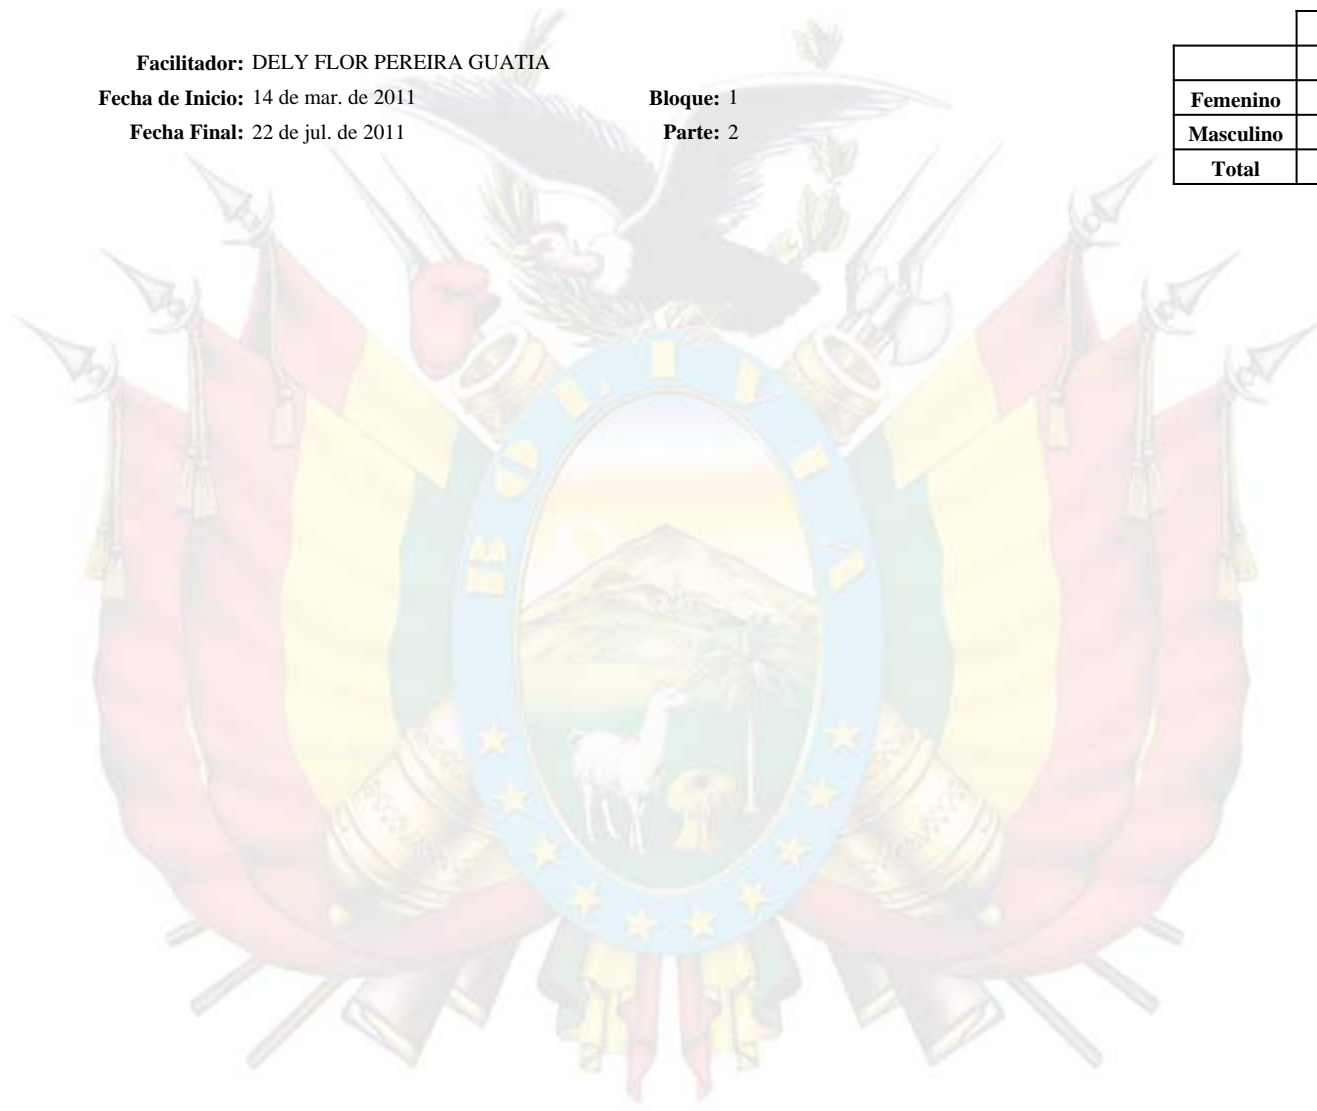 Facilitador: DELY FLOR PEREIRA GUATIA
Fecha de Inicio: 14 de mar. de 2011 Bloque: 1
Fecha Final: 22 de jul. de 2011 Parte: 2
Femenino
Masculino
Total
BOLIVIA